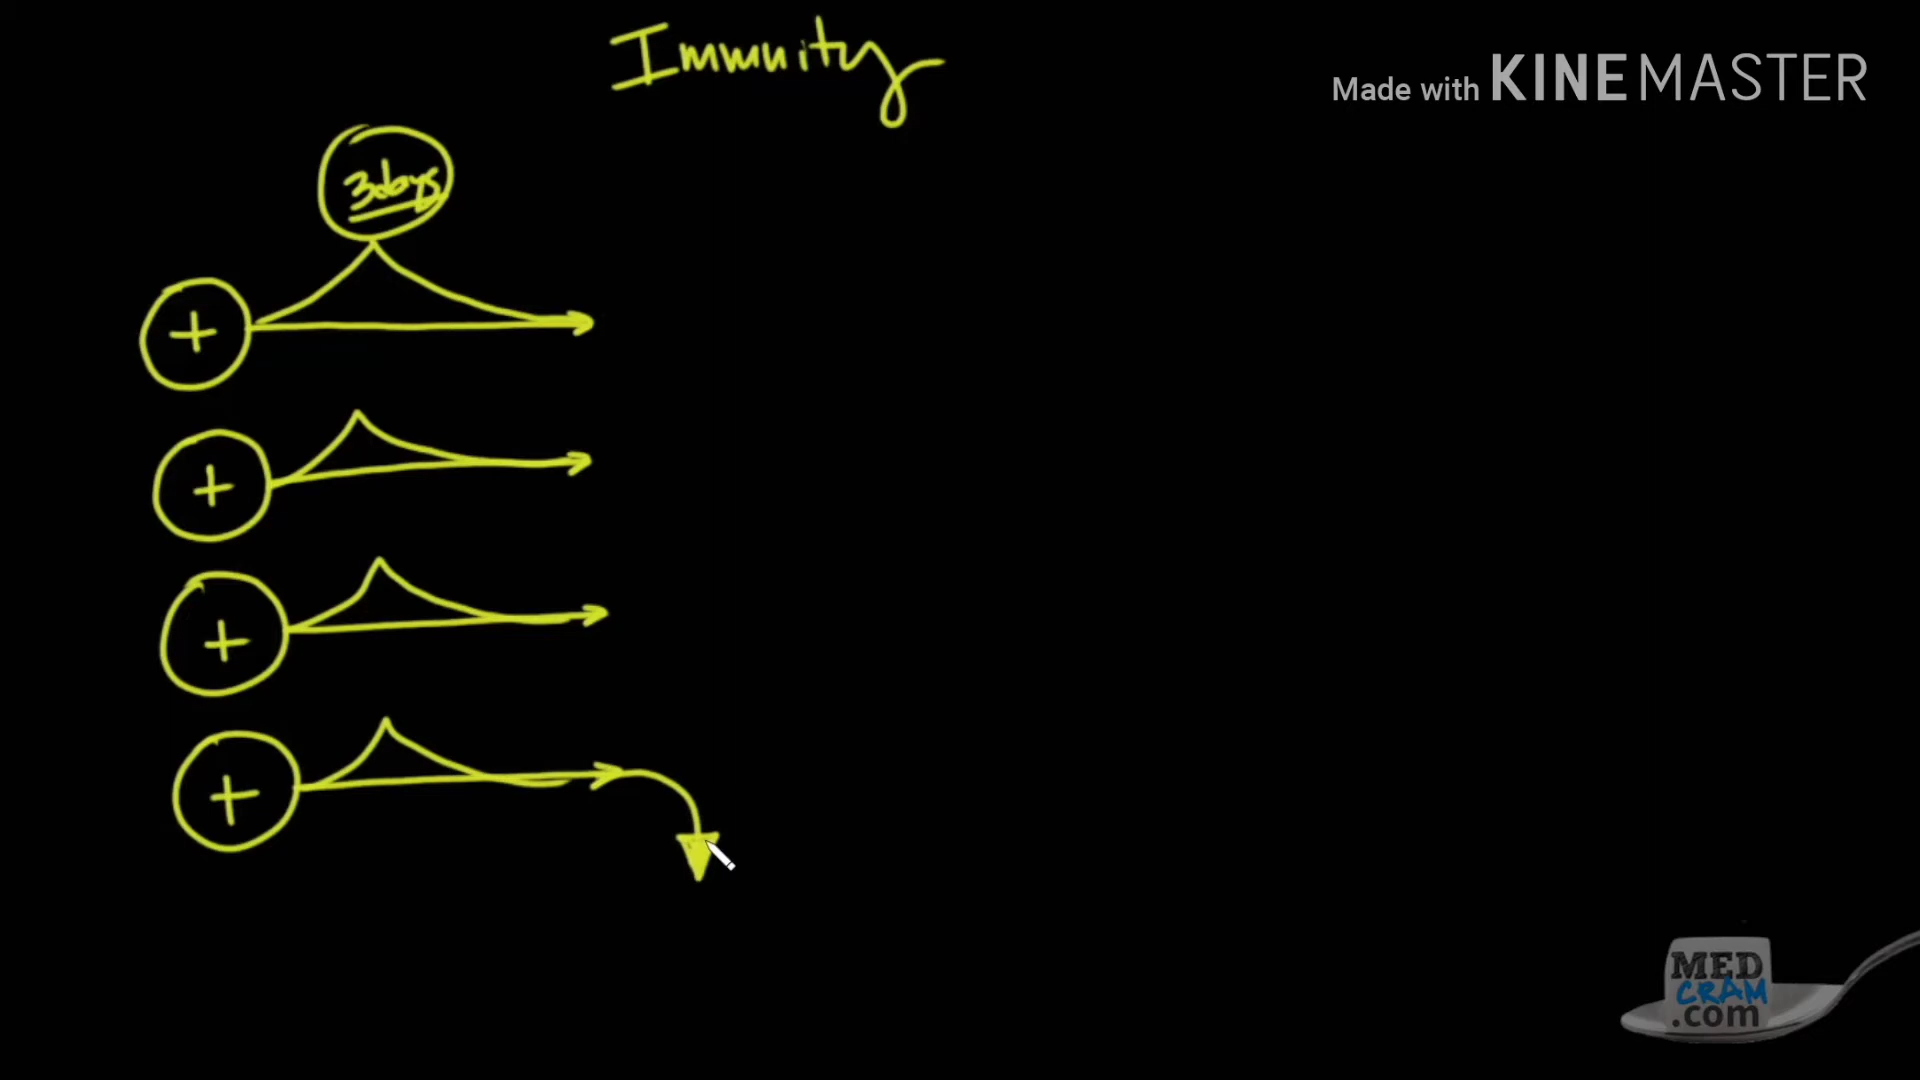 Immunity
Made with KINEMASTER
3days
+
+
+
+
MED
CRAM
.com